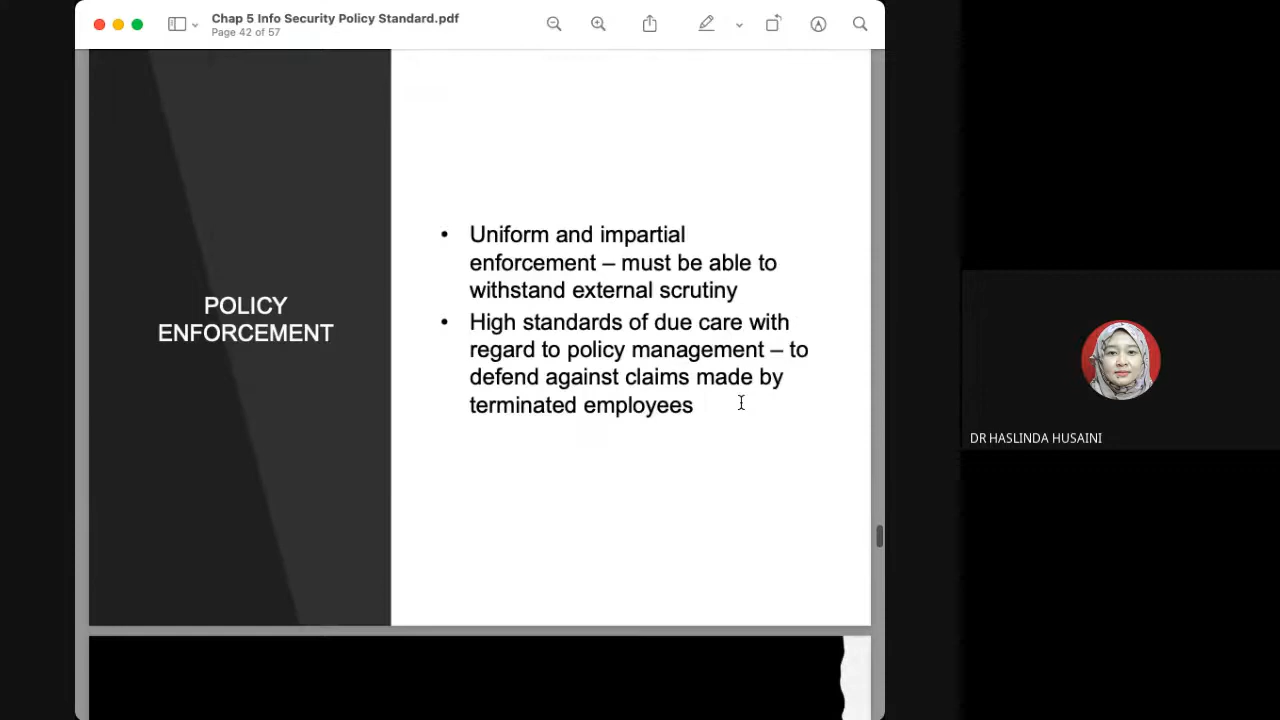 Chap 5 Info Security Policy Standard.pdf
Page 42 of 57
POLICY
ENFORCEMENT
• Uniform and impartial
enforcement – must be able to
withstand external scrutiny
• High standards of due care with
regard to policy management – to
defend against claims made by
terminated employees
DR HASLINDA HUSAINI